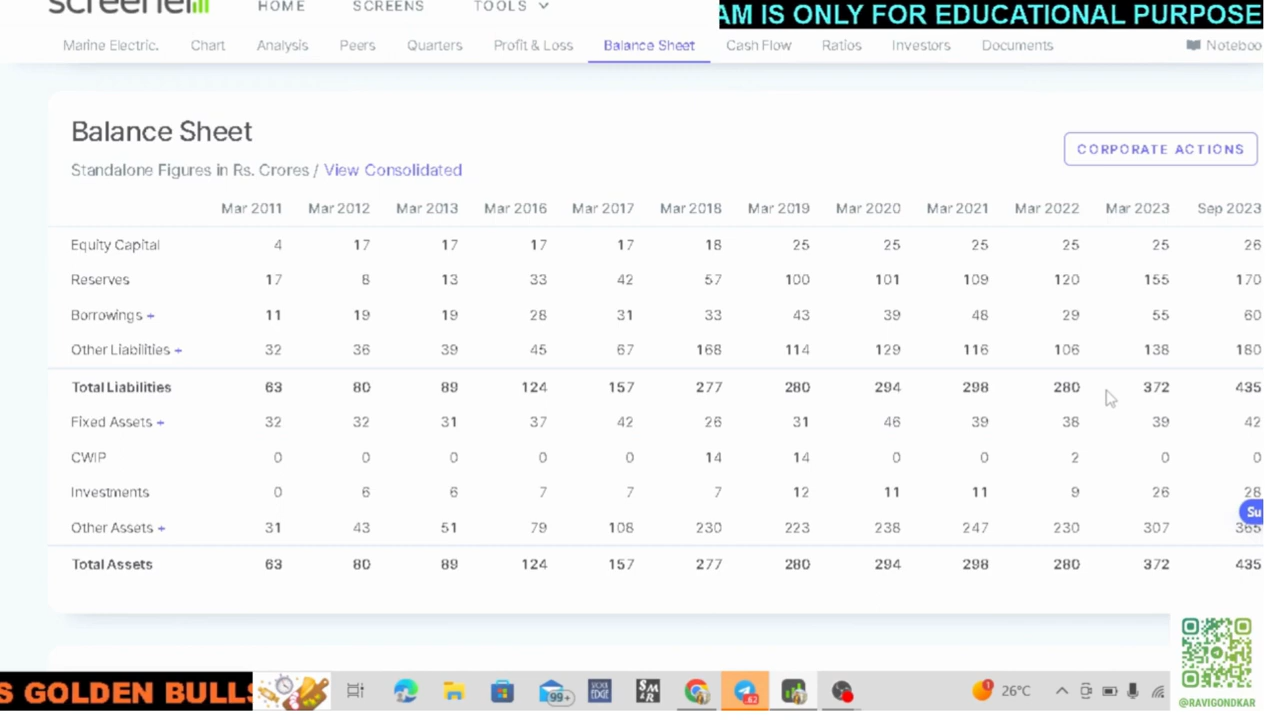 screener
HOME SCREENS TOOLS
AM IS ONLY FOR EDUCATIONAL PURPOSE
Marine Electric. Chart Analysis Peers Quarters Profit & Loss Balance Sheet Cash Flow Ratios Investors Documents Noteboo
Balance Sheet
CORPORATE ACTIONS
Standalone Figures in Rs. Crores / View Consolidated
Mar 2011 Mar 2012 Mar 2013 Mar 2016 Mar 2017 Mar 2018 Mar 2019 Mar 2020 Mar 2021 Mar 2022 Mar 2023 Sep 2023
Equity Capital 4 17 17 17 17 18 25 25 25 25 25 26
Reserves 17 8 13 33 42 57 100 101 109 120 155 170
Borrowings + 11 19 19 28 31 33 43 39 48 29 55 60
Other Liabilities + 32 36 39 45 67 168 114 129 116 106 138 180
Total Liabilities 63 80 89 124 157 277 280 294 298 280 372 435
Fixed Assets + 32 32 31 37 42 26 31 46 39 38 39 42
CWIP 0 0 0 0 0 14 14 0 0 2 0 0
Investments 0 6 6 7 7 7 12 11 11 9 26 28
Su
Other Assets + 31 43 51 79 108 230 223 238 247 230 307 365
Total Assets 63 80 89 124 157 277 280 294 298 280 372 435
S GOLDEN BULLS
99+
SM
R
26°C
@RAVIGONDKAR